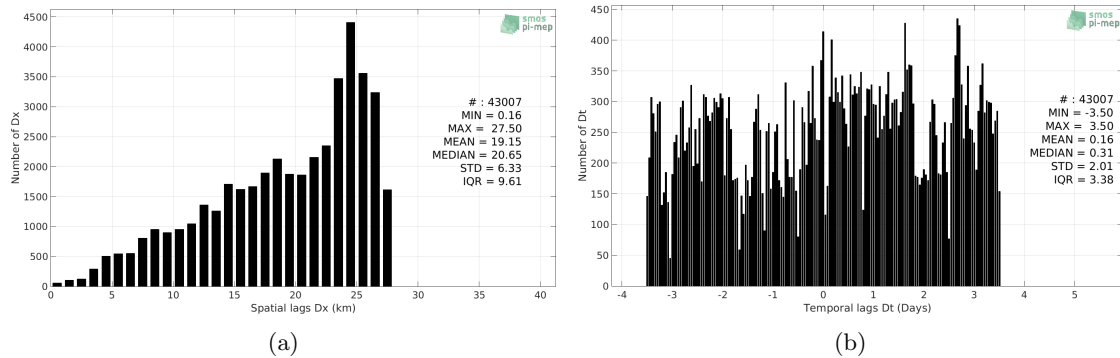 4500
4000
3500
3000
2500
2000
1500
1000
500
0
Number of Dx
0 5 10 15 20 25 30 35 40
Spatial lags Dx (km)
smos
pi-mep
# : 43007
MIN = 0.16
MAX = 27.50
MEAN = 19.15
MEDIAN = 20.65
STD = 6.33
IQR = 9.61
(a)
450
400
350
300
250
200
150
100
50
0
Number of Dt
-4 -3 -2 -1 0 1 2 3 4 5
Temporal lags Dt (Days)
smos
pi-mep
# : 43007
MIN = -3.50
MAX = 3.50
MEAN = 0.16
MEDIAN = 0.31
STD = 2.01
IQR = 3.38
(b)